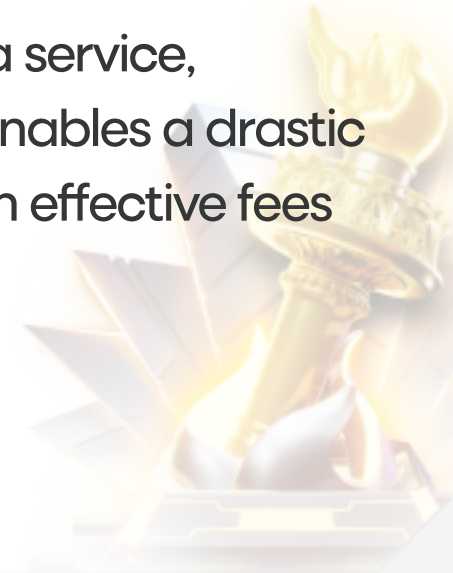 a service,
nables a drastic
n effective fees